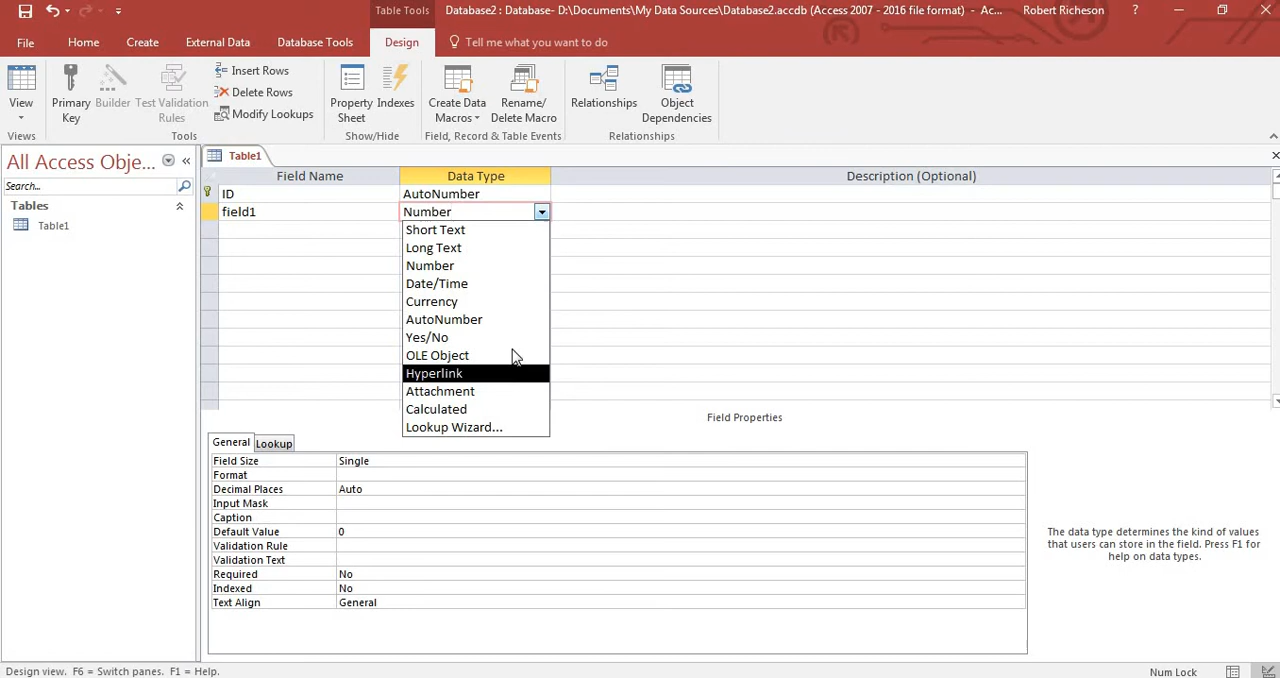 Table Tools
Database2 : Database- D:\Documents\My Data Sources\Database2.accdb (Access 2007 - 2016 file format) - Ac...
Robert Richeson
?
File
Home
Create
External Data
Database Tools
Design
Tell me what you want to do
View
Primary Key
Builder
Test Validation Rules
Insert Rows
Delete Rows
Modify Lookups
Property Sheet
Indexes
Create Data Macros
Rename/ Delete Macro
Relationships
Object Dependencies
Views
Tools
Show/Hide
Field, Record & Table Events
Relationships
All Access Obje...
Search...
Tables
Table1
Table1
Field Name
Data Type
Description (Optional)
ID
AutoNumber
field1
Number
Short Text
Long Text
Number
Date/Time
Currency
AutoNumber
Yes/No
OLE Object
Hyperlink
Attachment
Calculated
Lookup Wizard...
Field Properties
General
Lookup
Field Size Single
Format
Decimal Places Auto
Input Mask
Caption
Default Value 0
Validation Rule
Validation Text
Required No
Indexed No
Text Align General
The data type determines the kind of values
that users can store in the field. Press F1 for
help on data types.
Design view. F6 = Switch panes. F1 = Help.
Num Lock